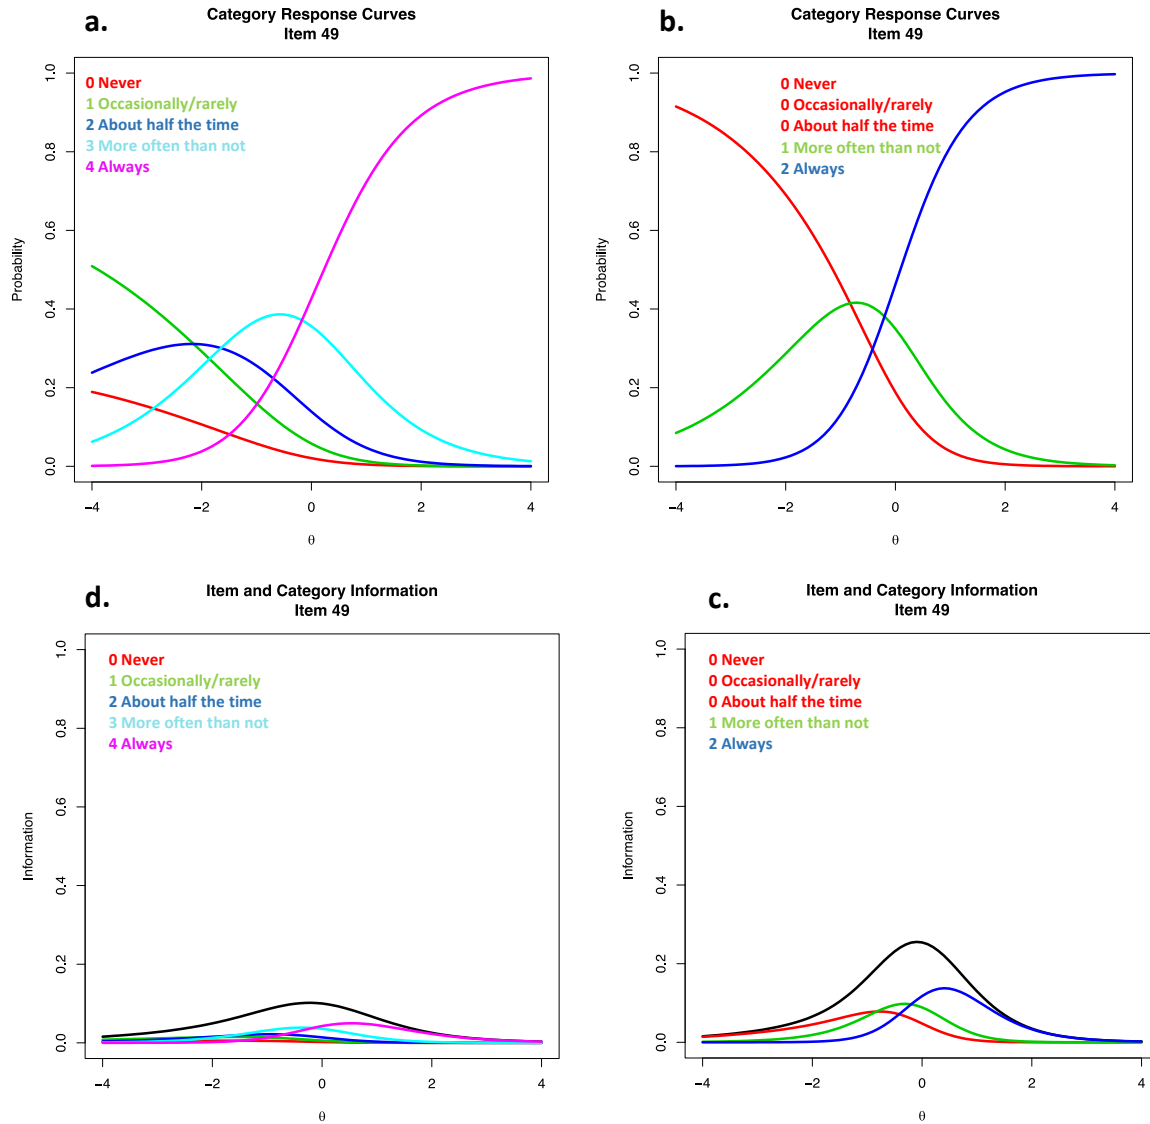 a.
Category Response Curves
Item 49
0 Never
1 Occasionally/rarely
2 About half the time
3 More often than not
4 Always
1.0
0.8
0.6
0.4
0.2
0.0
Probability
−4
−2
0
2
4
θ
b.
Category Response Curves
Item 49
0 Never
0 Occasionally/rarely
0 About half the time
1 More often than not
2 Always
1.0
0.8
0.6
0.4
0.2
0.0
Probability
−4
−2
0
2
4
θ
d.
Item and Category Information
Item 49
0 Never
1 Occasionally/rarely
2 About half the time
3 More often than not
4 Always
1.0
0.8
0.6
0.4
0.2
0.0
Information
−4
−2
0
2
4
θ
c.
Item and Category Information
Item 49
0 Never
0 Occasionally/rarely
0 About half the time
1 More often than not
2 Always
1.0
0.8
0.6
0.4
0.2
0.0
Information
−4
−2
0
2
4
θ